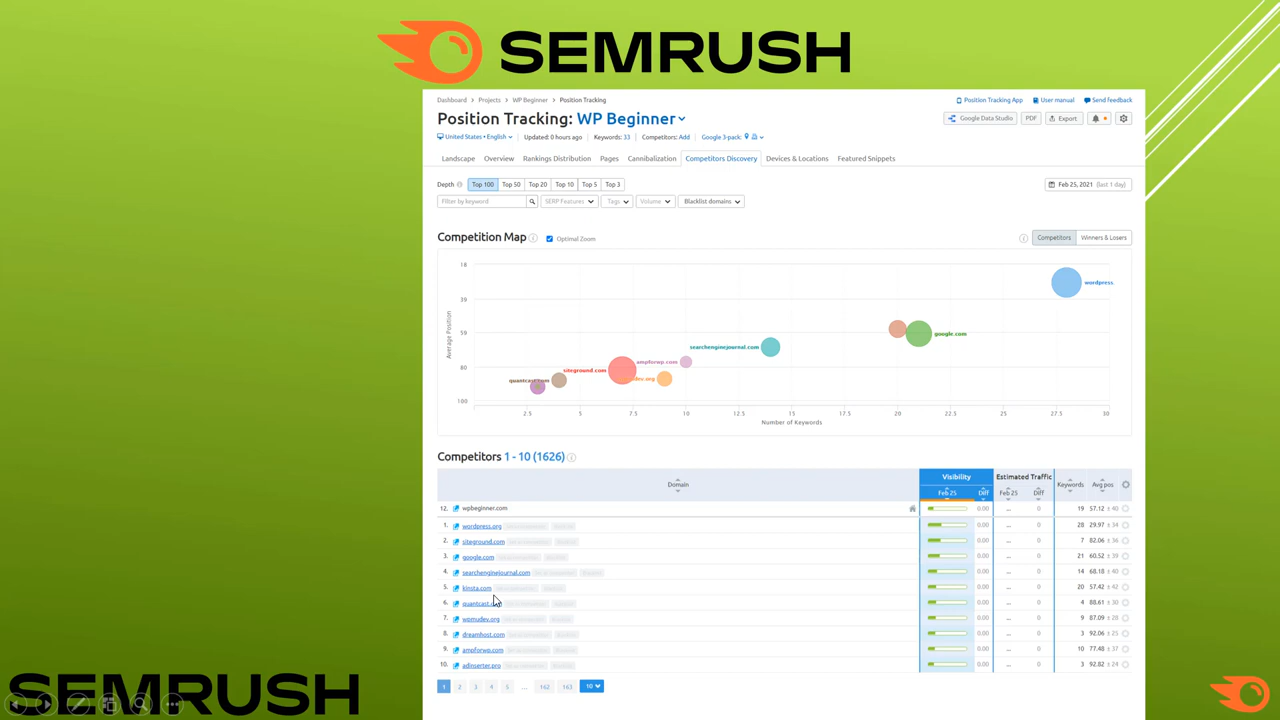 SEMRUSH
Dashboard > Projects > WP Beginner > Position Tracking
Position Tracking App User manual Send feedback
Position Tracking: WP Beginner
Google Data Studio PDF Export
United States • English Updated: 0 hours ago Keywords: 33 Competitors: Add Google 3-pack:
Landscape Overview Rankings Distribution Pages Cannibalization Competitors Discovery Devices & Locations Featured Snippets
Depth Top 100 Top 50 Top 20 Top 10 Top 5 Top 3 Feb 25, 2021 (last 1 day)
Filter by keyword SERP Features Tags Volume Blacklist domains
Competition Map Optimal Zoom Competitors Winners & Losers
Average Position
18
39
59
80
100
wordpress
google.com
searchenginejournal.com
ampforwp.com
siteground.com
dev.org
quantcast.com
2.5 5 7.5 10 12.5 15 17.5 20 22.5 25 27.5 30
Number of Keywords
Competitors 1 - 10 (1626)
Domain Visibility Estimated Traffic Keywords Avg pos
Feb 25 Diff Feb 25 Diff
12. wpbeginner.com 0.00 ... 0 19 57.12 ± 40
1. wordpress.org 0.00 ... 0 28 29.97 ± 34
2. siteground.com 0.00 ... 0 7 82.06 ± 36
3. google.com 0.00 ... 0 21 60.52 ± 39
4. searchenginejournal.com 0.00 ... 0 14 68.18 ± 40
5. kinsta.com 0.00 ... 0 20 57.42 ± 42
6. quantcast. 0.00 ... 0 4 88.61 ± 30
7. wpmudev.org 0.00 ... 0 9 87.09 ± 28
8. dreamhost.com 0.00 ... 0 3 92.06 ± 25
9. ampforwp.com 0.00 ... 0 10 77.48 ± 37
10. adinserter.pro 0.00 ... 0 3 92.82 ± 24
1 2 3 4 5 ... 162 163 10
SEMRUSH